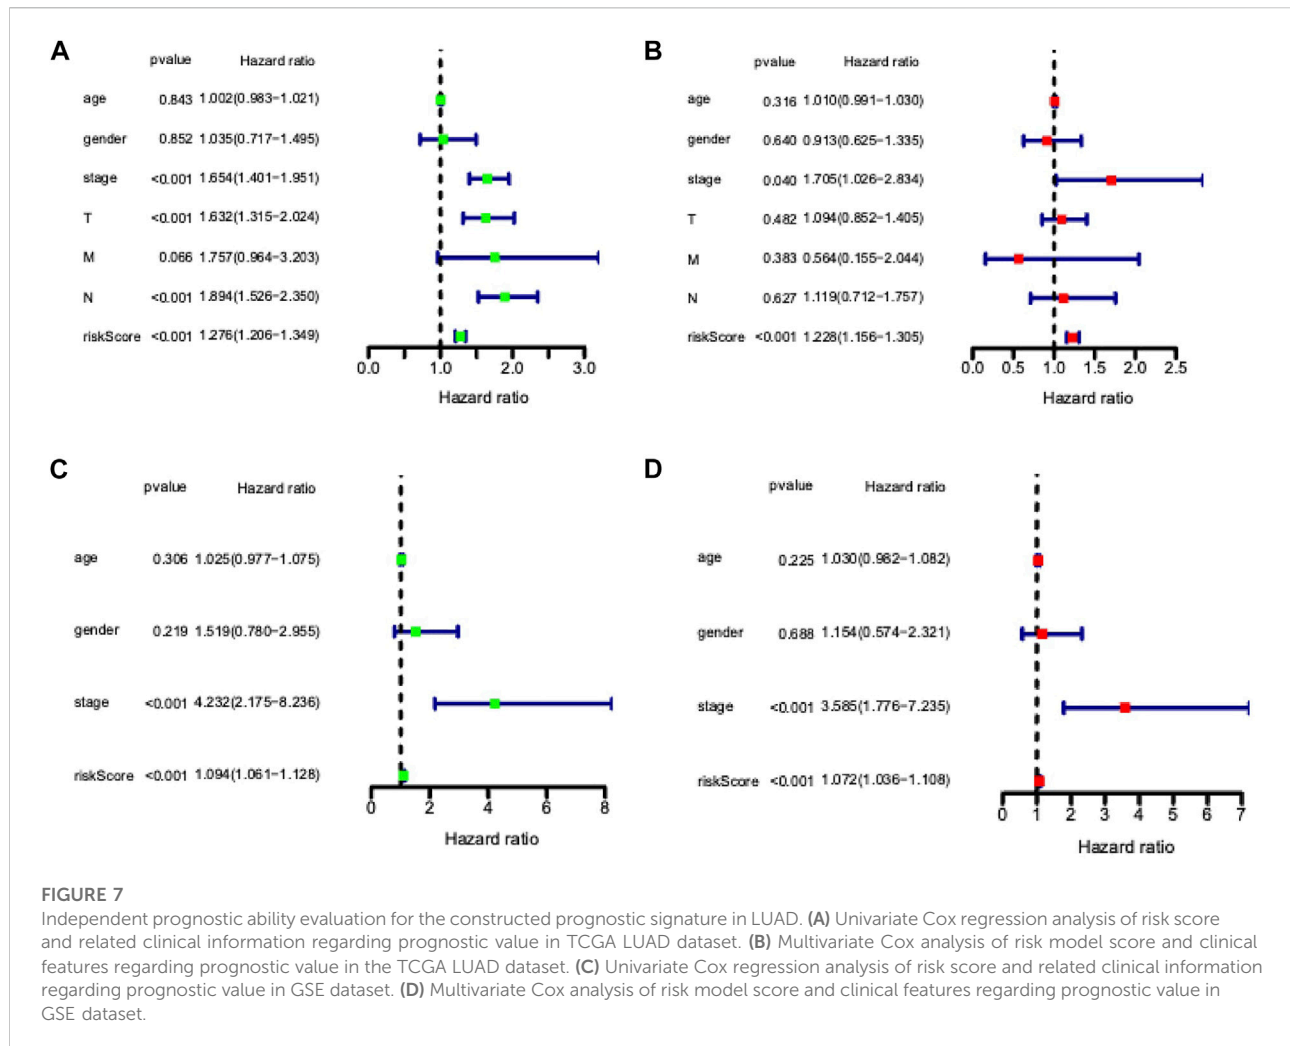 A
pvalue Hazard ratio
age 0.843 1.002(0.983−1.021)
gender 0.852 1.035(0.717−1.495)
stage <0.001 1.654(1.401−1.951)
T <0.001 1.632(1.315−2.024)
M 0.066 1.757(0.964−3.203)
N <0.001 1.894(1.526−2.350)
riskScore <0.001 1.276(1.206−1.349)
0.0 1.0 2.0 3.0
Hazard ratio
B
pvalue Hazard ratio
age 0.316 1.010(0.991−1.030)
gender 0.640 0.913(0.625−1.335)
stage 0.040 1.705(1.026−2.834)
T 0.482 1.094(0.852−1.405)
M 0.383 0.564(0.155−2.044)
N 0.627 1.119(0.712−1.757)
riskScore <0.001 1.228(1.156−1.305)
0.0 0.5 1.0 1.5 2.0 2.5
Hazard ratio
C
pvalue Hazard ratio
age 0.306 1.025(0.977−1.075)
gender 0.219 1.519(0.780−2.955)
stage <0.001 4.232(2.175−8.236)
riskScore <0.001 1.094(1.061−1.128)
0 2 4 6 8
Hazard ratio
D
pvalue Hazard ratio
age 0.225 1.030(0.982−1.082)
gender 0.688 1.154(0.574−2.321)
stage <0.001 3.585(1.776−7.235)
riskScore <0.001 1.072(1.036−1.108)
0 1 2 3 4 5 6 7
Hazard ratio
FIGURE 7
Independent prognostic ability evaluation for the constructed prognostic signature in LUAD. (A) Univariate Cox regression analysis of risk score
and related clinical information regarding prognostic value in TCGA LUAD dataset. (B) Multivariate Cox analysis of risk model score and clinical
features regarding prognostic value in the TCGA LUAD dataset. (C) Univariate Cox regression analysis of risk score and related clinical information
regarding prognostic value in GSE dataset. (D) Multivariate Cox analysis of risk model score and clinical features regarding prognostic value in
GSE dataset.